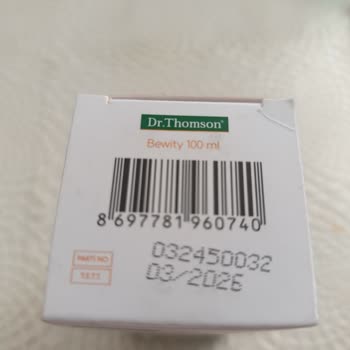 Dr.Thomson®
Bewity 100 ml
8 697781 960740
PARTİ NO
032450032
T.E.T.T.
03/2026